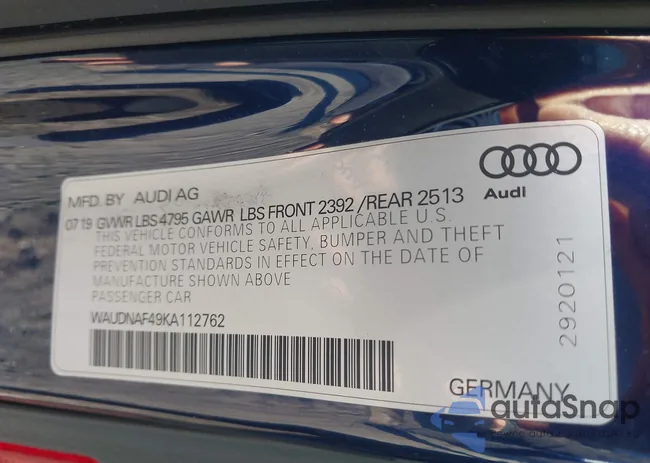 MFD. BY AUDI AG
Audi
07 19 GVWR LBS 4795 GAWR LBS FRONT 2392 /REAR 2513
THIS VEHICLE CONFORMS TO ALL APPLICABLE U.S.
FEDERAL MOTOR VEHICLE SAFETY, BUMPER AND THEFT
PREVENTION STANDARDS IN EFFECT ON THE DATE OF
MANUFACTURE SHOWN ABOVE
PASSENGER CAR
WAUDNAF49KA112762
2920121
GERMANY
autoSnap